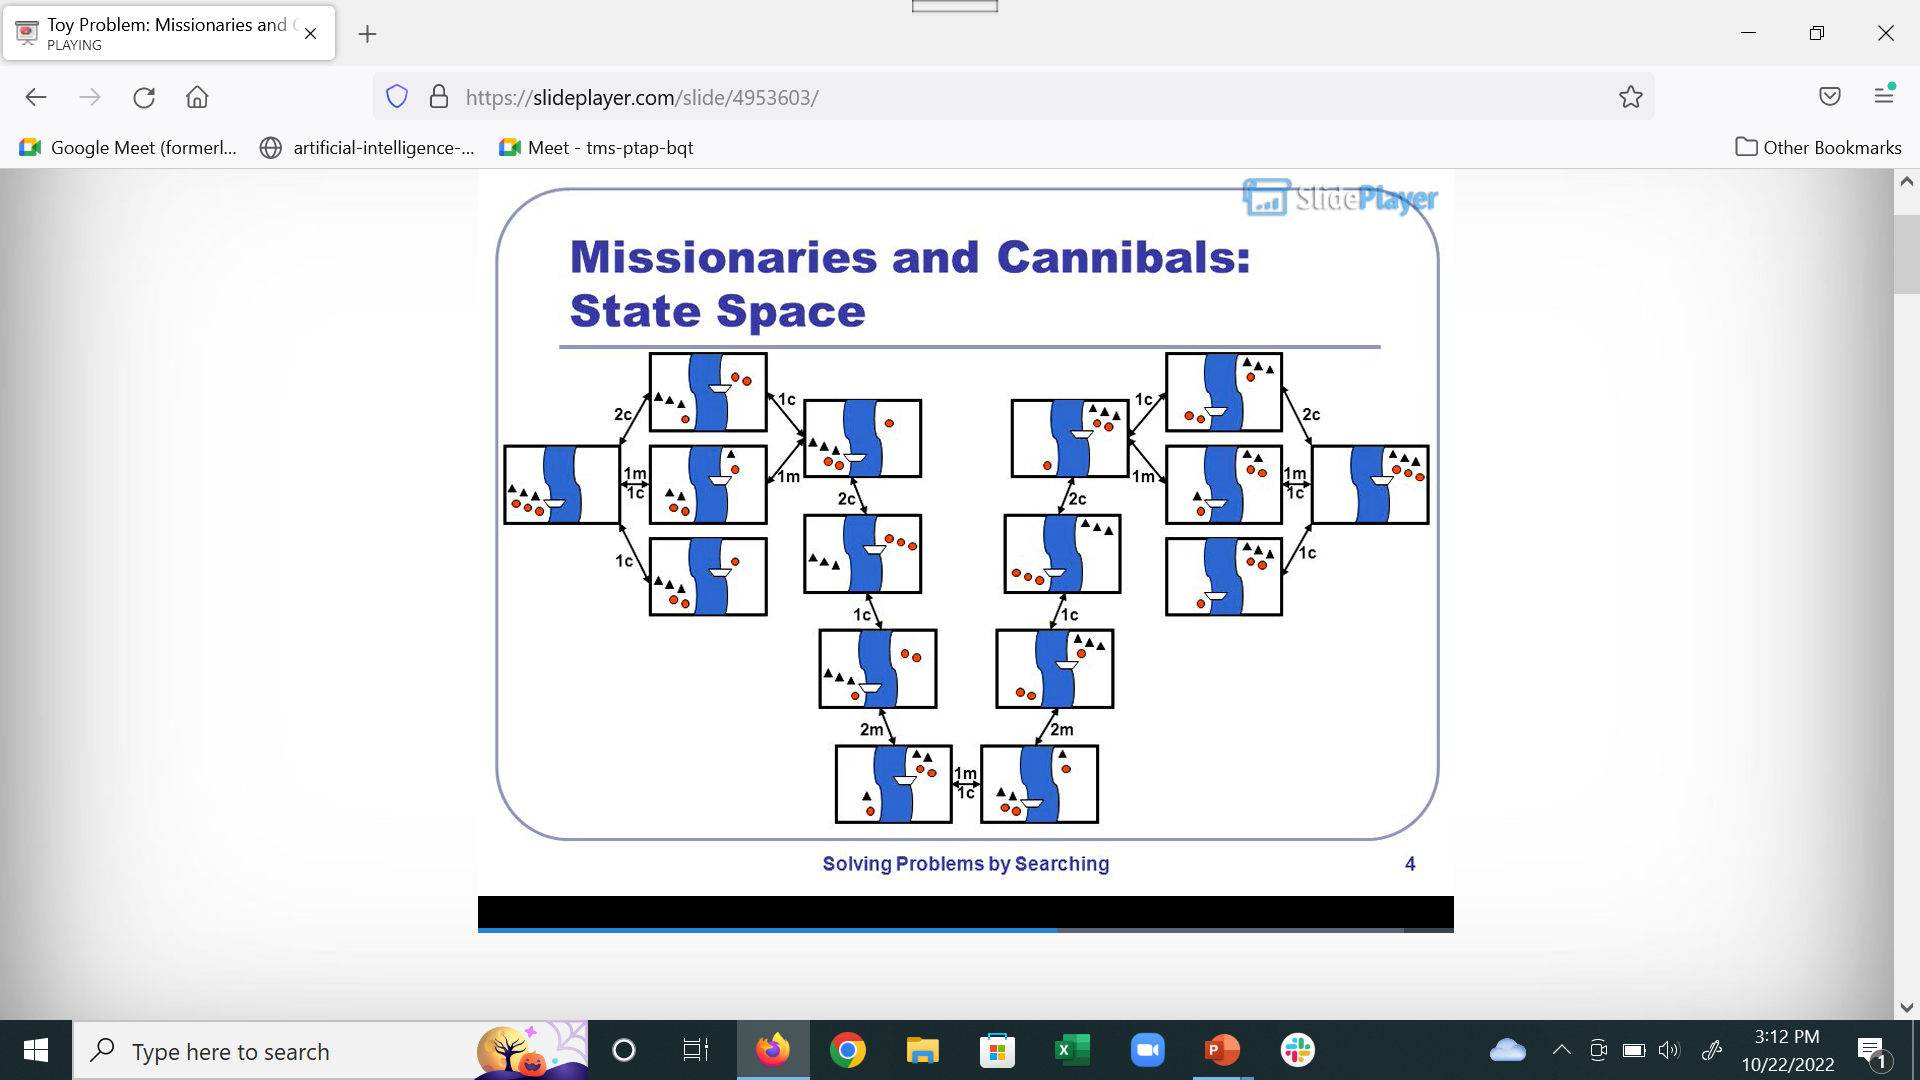 Toy Problem: Missionaries and C
PLAYING
https://slideplayer.com/slide/4953603/
Google Meet (formerl...
artificial-intelligence-...
Meet - tms-ptap-bqt
Other Bookmarks
SlidePlayer
Missionaries and Cannibals:
State Space
2c
1c
1c
2c
1m
1c
1m
1m
1m
1c
2c
2c
1c
1c
1c
1c
2m
2m
1m
1c
Solving Problems by Searching
4
Type here to search
3:12 PM
10/22/2022
1